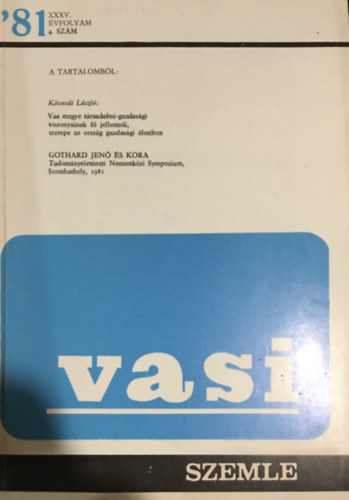 '81
XXXV.
ÉVFOLYAM
4. SZÁM
A TARTALOMBÓL:
Kövesdi László:
Vas megye társadalmi-gazdasági
viszonyainak fő jellemzői,
szerepe az ország gazdasági életében
GOTHARD JENŐ ÉS KORA
Tudománytörténeti Nemzetközi Symposium,
Szombathely, 1981
vasi
SZEMLE